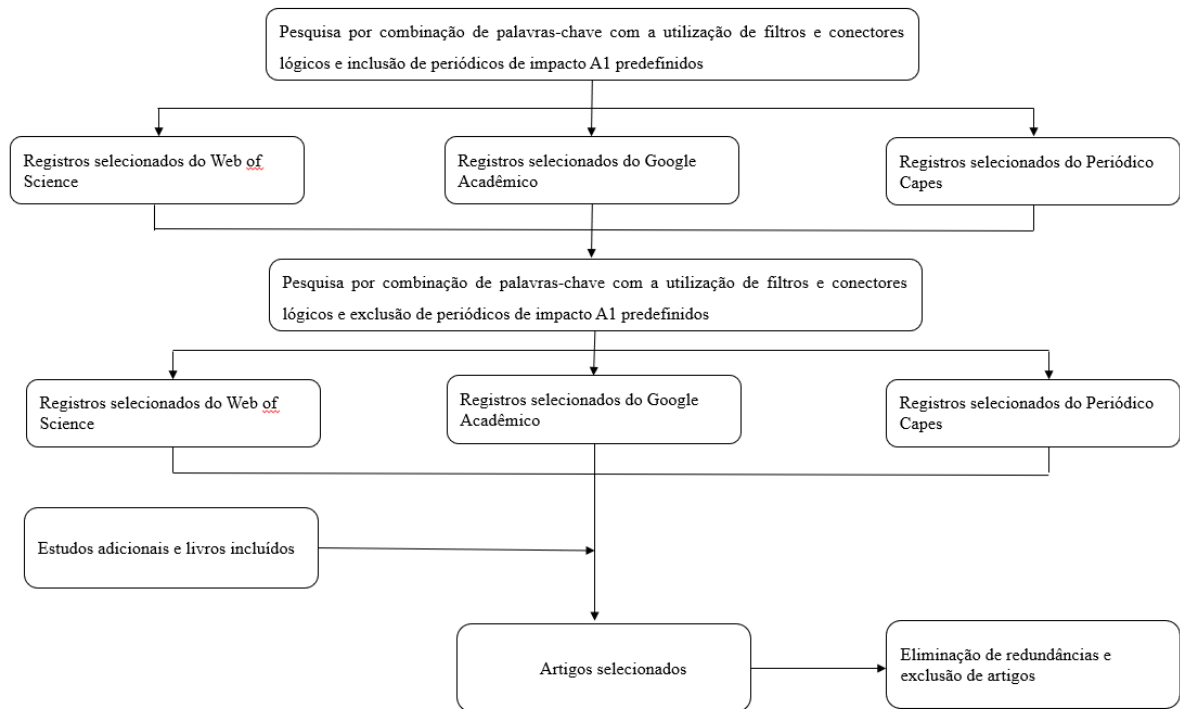 Pesquisa por combinação de palavras-chave com a utilização de filtros e conectores
lógicos e inclusão de periódicos de impacto A1 predefinidos
Registros selecionados do Web of
Science
Registros selecionados do Google
Acadêmico
Registros selecionados do Periódico
Capes
Pesquisa por combinação de palavras-chave com a utilização de filtros e conectores
lógicos e exclusão de periódicos de impacto A1 predefinidos
Registros selecionados do Web of
Science
Registros selecionados do Google
Acadêmico
Registros selecionados do Periódico
Capes
Estudos adicionais e livros incluídos
Artigos selecionados
Eliminação de redundâncias e
exclusão de artigos